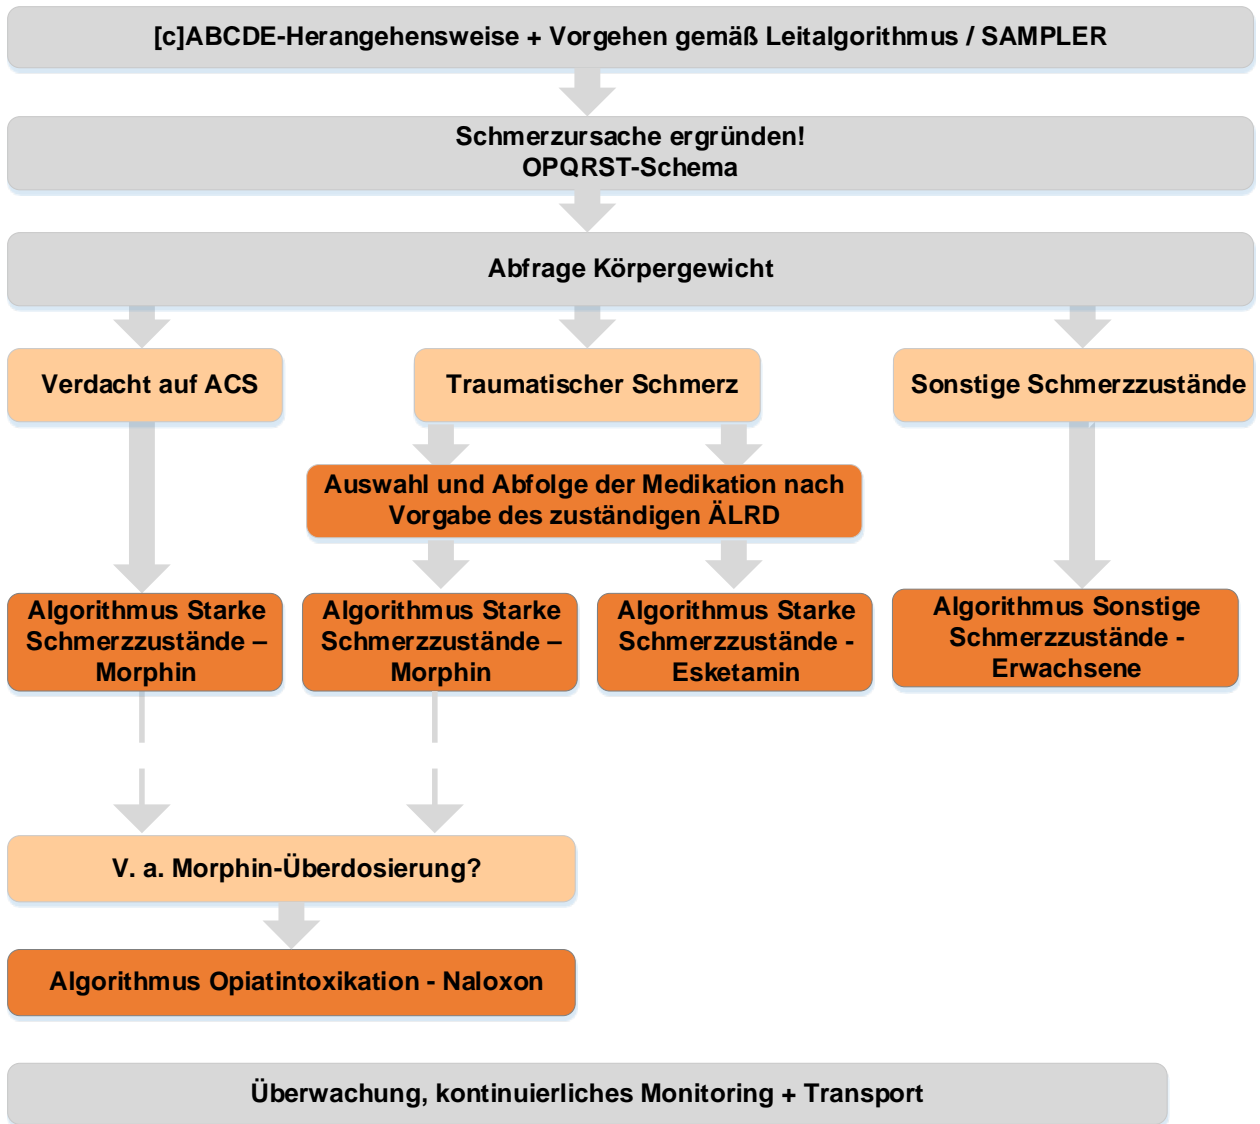 [c]ABCDE-Herangehensweise + Vorgehen gemäß Leitalgorithmus / SAMPLER
Schmerzursache ergründen!
OPQRST-Schema
Abfrage Körpergewicht
Verdacht auf ACS
Traumatischer Schmerz
Sonstige Schmerzzustände
Auswahl und Abfolge der Medikation nach
Vorgabe des zuständigen ÄLRD
Algorithmus Starke
Schmerzzustände –
Morphin
Algorithmus Starke
Schmerzzustände –
Morphin
Algorithmus Starke
Schmerzzustände -
Esketamin
Algorithmus Sonstige
Schmerzzustände -
Erwachsene
V. a. Morphin-Überdosierung?
Algorithmus Opiatintoxikation - Naloxon
Überwachung, kontinuierliches Monitoring + Transport